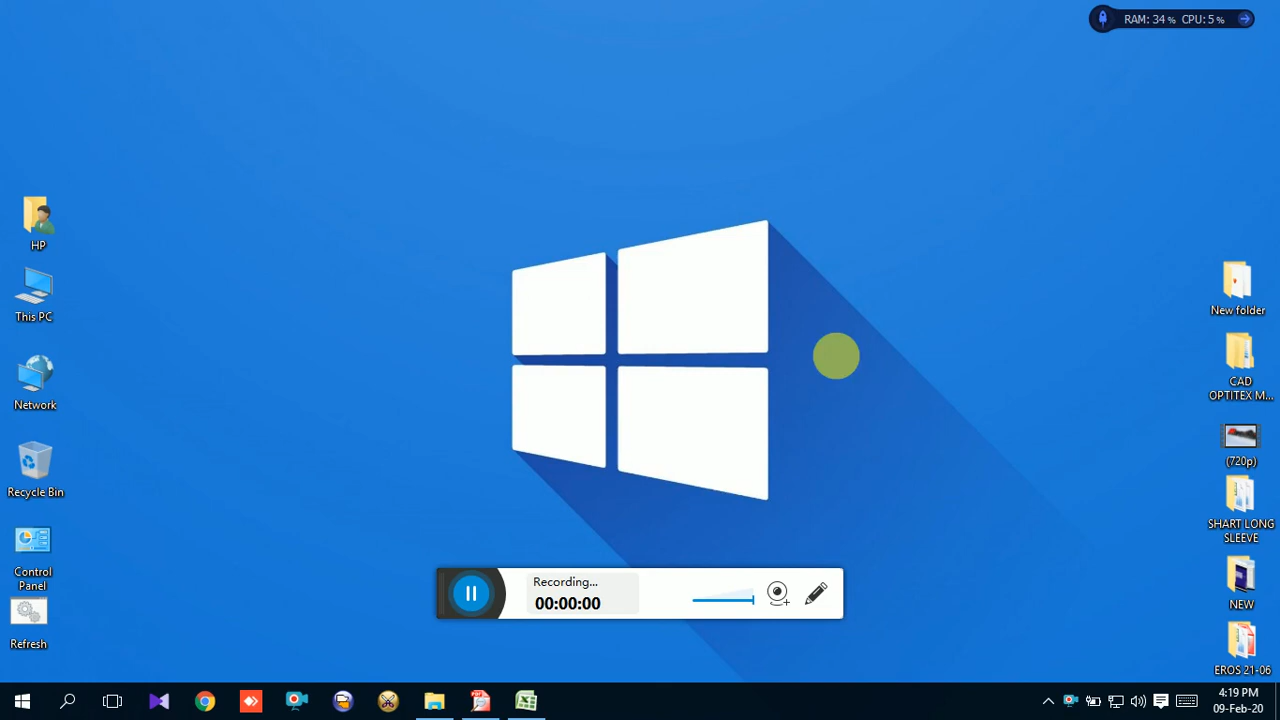 RAM: 34 % CPU: 5 %
HP
This PC
Network
Recycle Bin
Control
Panel
Refresh
New folder
CAD
OPTITEX M...
(720p)
SHART LONG
SLEEVE
NEW
EROS 21-06
Recording...
00:00:00
4:19 PM
09-Feb-20